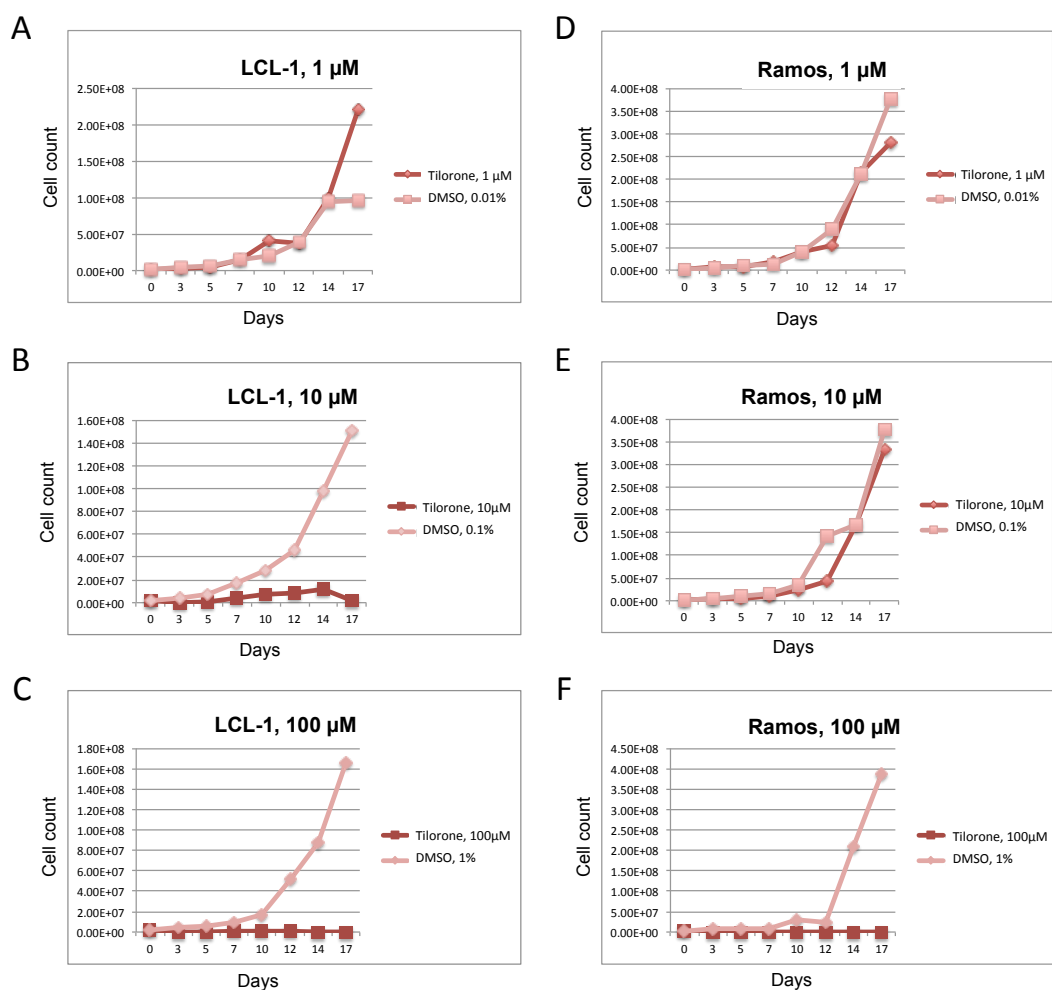 A
LCL-1, 1 µM
Cell count
2.50E+08
2.00E+08
1.50E+08
1.00E+08
5.00E+07
0.00E+00
0 3 5 7 10 12 14 17
Days
Tilorone, 1 µM
DMSO, 0.01%
D
Ramos, 1 µM
Cell count
4.00E+08
3.50E+08
3.00E+08
2.50E+08
2.00E+08
1.50E+08
1.00E+08
5.00E+07
0.00E+00
0 3 5 7 10 12 14 17
Days
Tilorone, 1 µM
DMSO, 0.01%
B
LCL-1, 10 µM
Cell count
1.60E+08
1.40E+08
1.20E+08
1.00E+08
8.00E+07
6.00E+07
4.00E+07
2.00E+07
0.00E+00
0 3 5 7 10 12 14 17
Days
Tilorone, 10µM
DMSO, 0.1%
E
Ramos, 10 µM
Cell count
4.00E+08
3.50E+08
3.00E+08
2.50E+08
2.00E+08
1.50E+08
1.00E+08
5.00E+07
0.00E+00
0 3 5 7 10 12 14 17
Days
Tilorone, 10µM
DMSO, 0.1%
C
LCL-1, 100 µM
Cell count
1.80E+08
1.60E+08
1.40E+08
1.20E+08
1.00E+08
8.00E+07
6.00E+07
4.00E+07
2.00E+07
0.00E+00
0 3 5 7 10 12 14 17
Days
Tilorone, 100µM
DMSO, 1%
F
Ramos, 100 µM
Cell count
4.50E+08
4.00E+08
3.50E+08
3.00E+08
2.50E+08
2.00E+08
1.50E+08
1.00E+08
5.00E+07
0.00E+00
0 3 5 7 10 12 14 17
Days
Tilorone, 100µM
DMSO, 1%